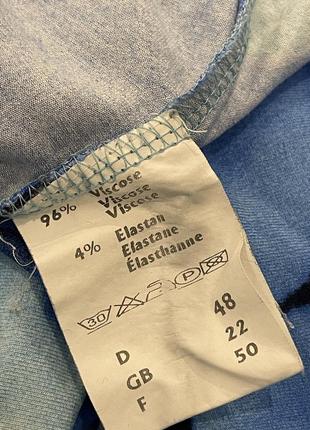 96% Viscose
Viscose
Viscose
4% Elastan
Elastane
Élasthanne
30 P
D 48
GB 22
F 50